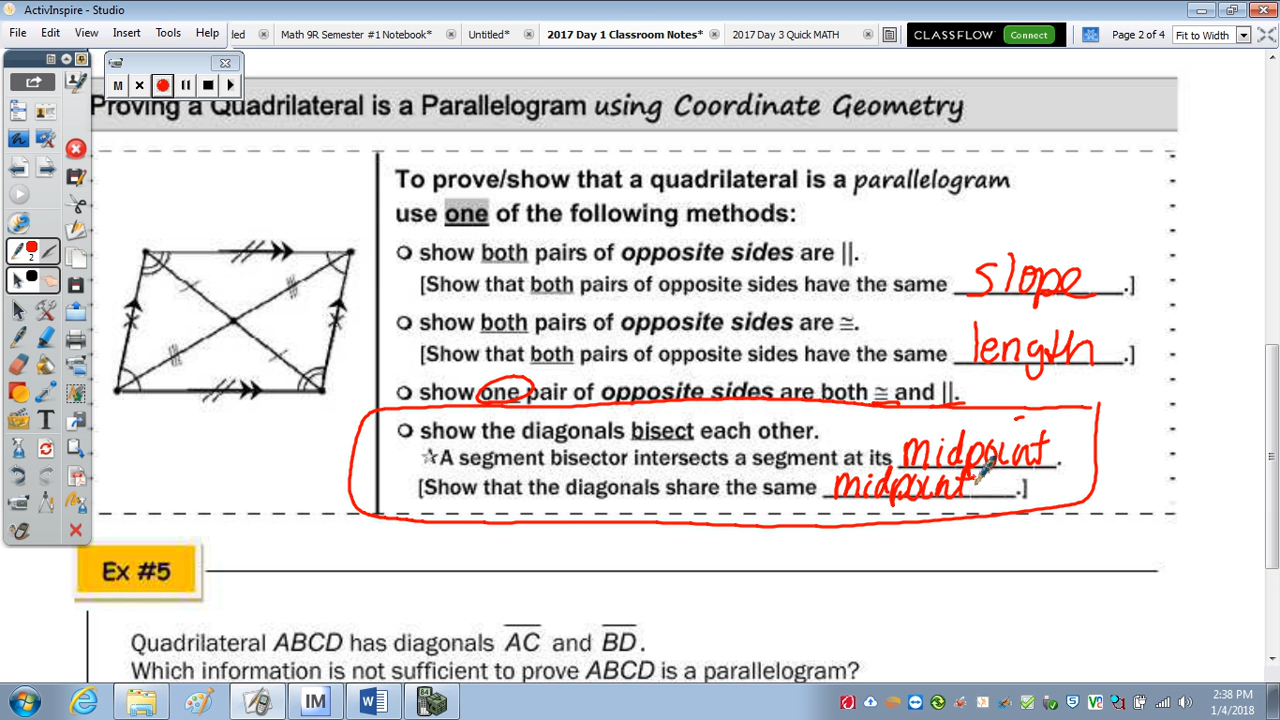 ActivInspire - Studio
File Edit View Insert Tools Help
led Math 9R Semester #1 Notebook* Untitled* 2017 Day 1 Classroom Notes* 2017 Day 3 Quick MATH CLASSFLOW Connect Page 2 of 4 Fit to Width
M
Proving a Quadrilateral is a Parallelogram using Coordinate Geometry
To prove/show that a quadrilateral is a parallelogram
use one of the following methods:
show both pairs of opposite sides are ||.
[Show that both pairs of opposite sides have the same slope.]
show both pairs of opposite sides are ≅.
[Show that both pairs of opposite sides have the same length.]
show one pair of opposite sides are both ≅ and ||.
show the diagonals bisect each other.
☆A segment bisector intersects a segment at its midpoint.
[Show that the diagonals share the same midpoint.]
2
T
Ex #5
Quadrilateral ABCD has diagonals AC and BD.
Which information is not sufficient to prove ABCD is a parallelogram?
IM
2:38 PM
1/4/2018